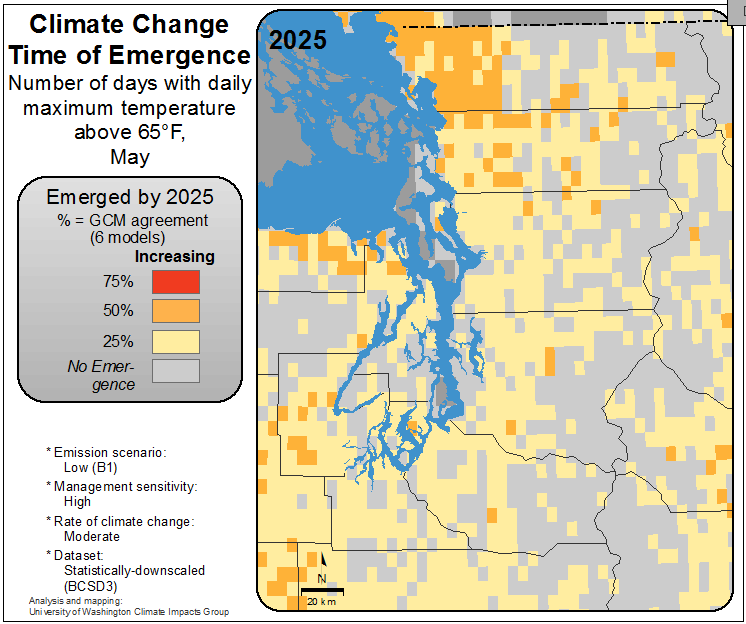 Climate Change
Time of Emergence
Number of days with daily
maximum temperature
above 65°F,
May
Emerged by 2025
% = GCM agreement
(6 models)
Increasing
75%
50%
25%
No Emer-
gence
* Emission scenario:
Low (B1)
* Management sensitivity:
High
* Rate of climate change:
Moderate
* Dataset:
Statistically-downscaled
(BCSD3)
Analysis and mapping:
University of Washington Climate Impacts Group
2025
N
20 km